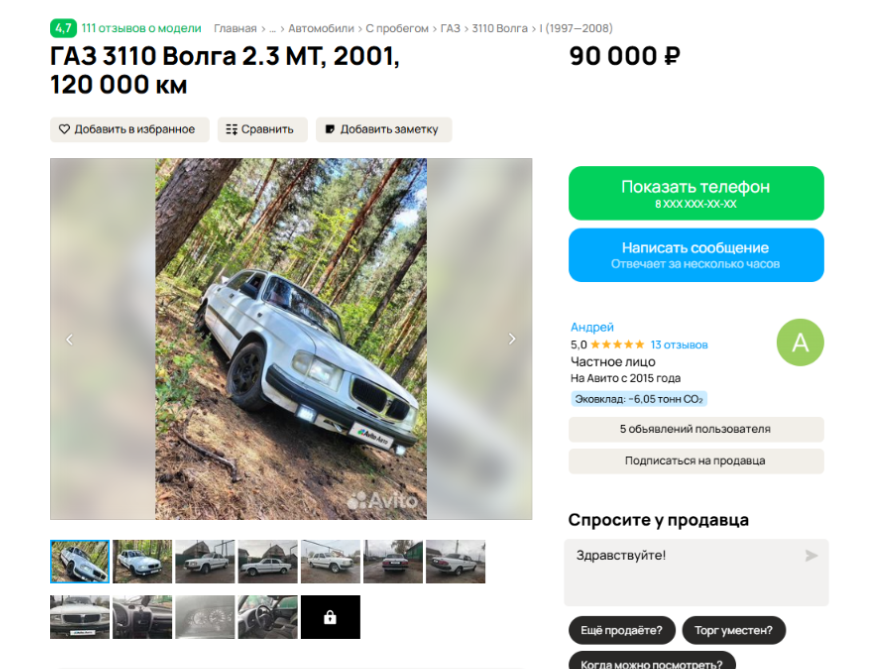 4,7 111 отзывов о модели Главная > ... > Автомобили > С пробегом > ГАЗ > 3110 Волга > I (1997—2008)
ГАЗ 3110 Волга 2.3 МТ, 2001,
120 000 км
90 000 ₽
Добавить в избранное
Сравнить
Добавить заметку
Avito
Показать телефон
8 XXX XXX-XX-XX
Написать сообщение
Отвечает за несколько часов
Андрей
5,0 ★★★★★ 13 отзывов
Частное лицо
На Авито с 2015 года
Эковклад: −6,05 тонн CO₂
А
5 объявлений пользователя
Подписаться на продавца
Спросите у продавца
Здравствуйте!
Ещё продаёте?
Торг уместен?
Когда можно посмотреть?